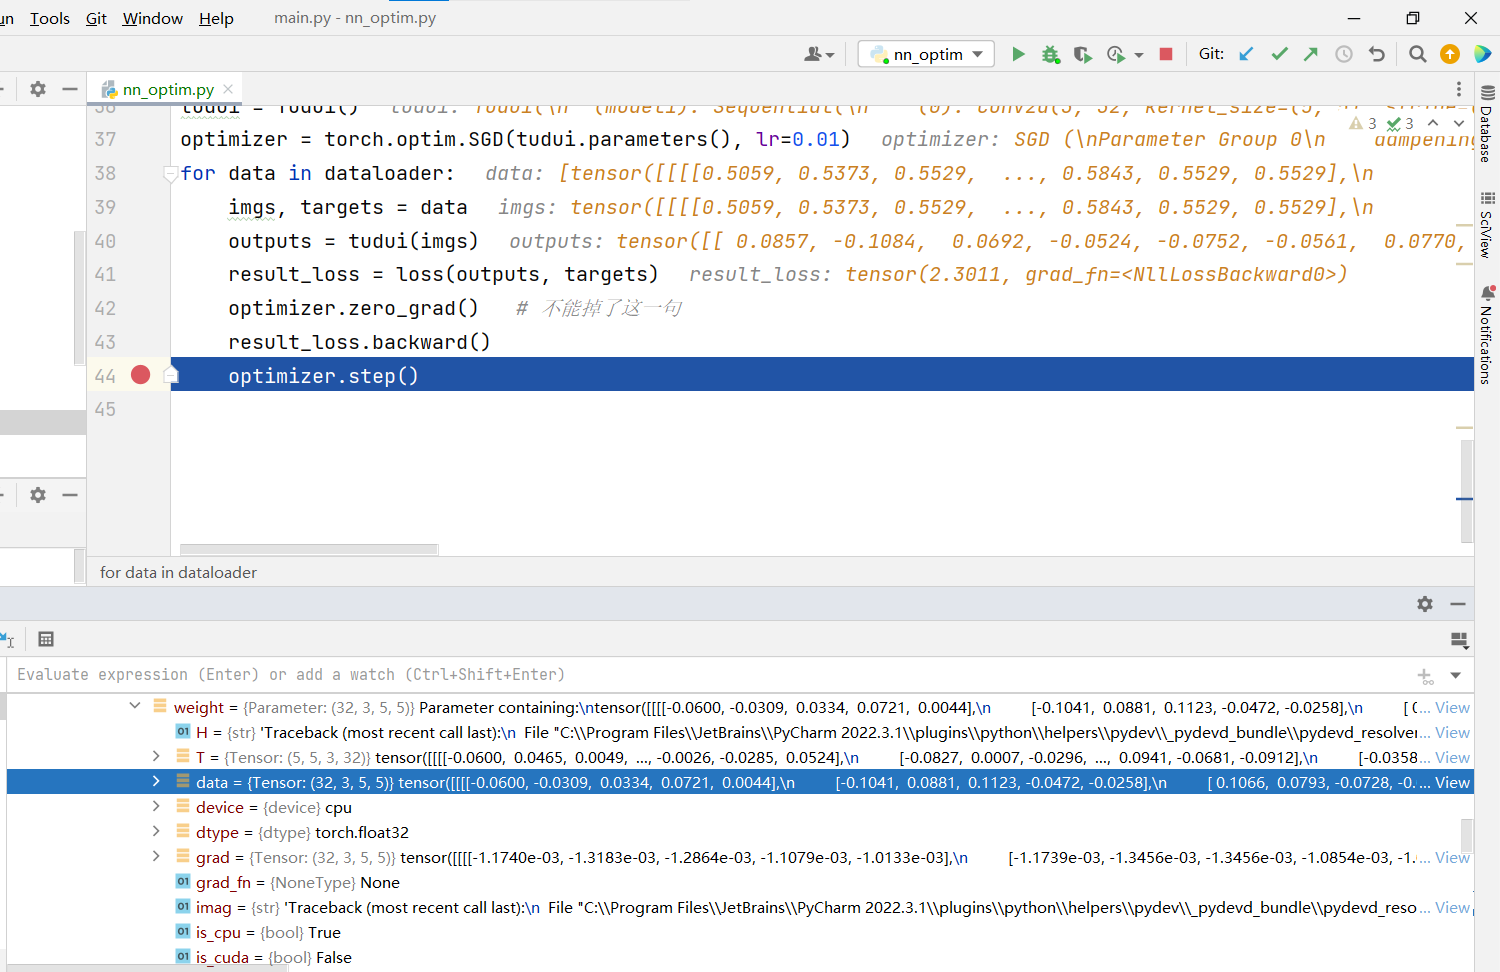 un Tools Git Window Help main.py - nn_optim.py
nn_optim Git:
nn_optim.py
37 optimizer = torch.optim.SGD(tudui.parameters(), lr=0.01) optimizer: SGD (\nParameter Group 0\n dampening
3 3
38 for data in dataloader: data: [tensor([[[[0.5059, 0.5373, 0.5529, ..., 0.5843, 0.5529, 0.5529],\n
39 imgs, targets = data imgs: tensor([[[[0.5059, 0.5373, 0.5529, ..., 0.5843, 0.5529, 0.5529],\n
40 outputs = tudui(imgs) outputs: tensor([[ 0.0857, -0.1084, 0.0692, -0.0524, -0.0752, -0.0561, 0.0770,
41 result_loss = loss(outputs, targets) result_loss: tensor(2.3011, grad_fn=<NllLossBackward0>)
42 optimizer.zero_grad() # 不能掉了这一句
43 result_loss.backward()
44 optimizer.step()
45
Database
SciView
Notifications
for data in dataloader
Evaluate expression (Enter) or add a watch (Ctrl+Shift+Enter)
weight = {Parameter: (32, 3, 5, 5)} Parameter containing:\ntensor([[[[-0.0600, -0.0309, 0.0334, 0.0721, 0.0044],\n [-0.1041, 0.0881, 0.1123, -0.0472, -0.0258],\n [ 0... View
01 H = {str} 'Traceback (most recent call last):\n File "C:\\Program Files\\JetBrains\\PyCharm 2022.3.1\\plugins\\python\\helpers\\pydev\\_pydevd_bundle\\pydevd_resolver... View
T = {Tensor: (5, 5, 3, 32)} tensor([[[[-0.0600, 0.0465, 0.0049, ..., -0.0026, -0.0285, 0.0524],\n [-0.0827, 0.0007, -0.0296, ..., 0.0941, -0.0681, -0.0912],\n [-0.0358... View
data = {Tensor: (32, 3, 5, 5)} tensor([[[[-0.0600, -0.0309, 0.0334, 0.0721, 0.0044],\n [-0.1041, 0.0881, 0.1123, -0.0472, -0.0258],\n [ 0.1066, 0.0793, -0.0728, -0.... View
device = {device} cpu
dtype = {dtype} torch.float32
grad = {Tensor: (32, 3, 5, 5)} tensor([[[[-1.1740e-03, -1.3183e-03, -1.2864e-03, -1.1079e-03, -1.0133e-03],\n [-1.1739e-03, -1.3456e-03, -1.3456e-03, -1.0854e-03, -1.... View
01 grad_fn = {NoneType} None
01 imag = {str} 'Traceback (most recent call last):\n File "C:\\Program Files\\JetBrains\\PyCharm 2022.3.1\\plugins\\python\\helpers\\pydev\\_pydevd_bundle\\pydevd_reso... View
01 is_cpu = {bool} True
01 is_cuda = {bool} False